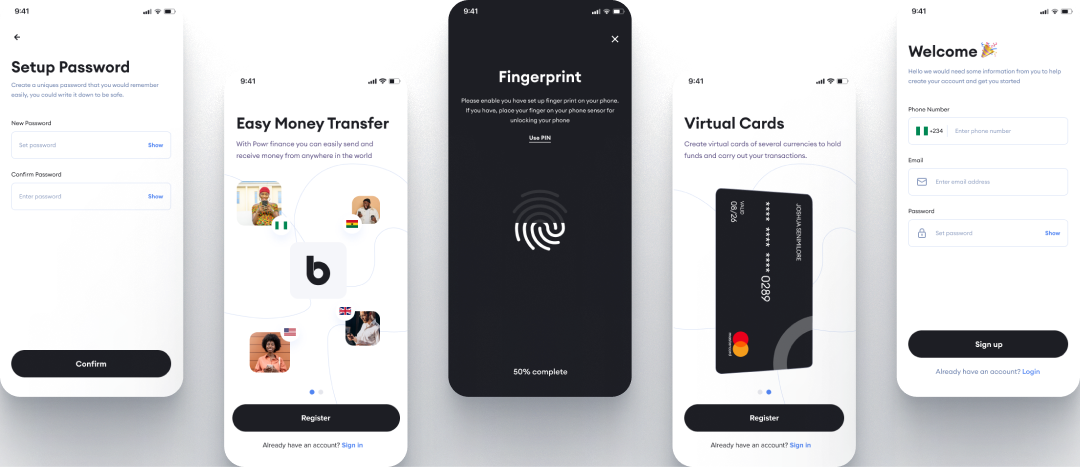 9:41
Setup Password
Create a uniques password that you would remember
easily, you could write it down to be safe.
New Password
Set password
Show
Confirm Password
Enter password
Show
Confirm
9:41
Easy Money Transfer
With Powr finance you can easily send and
receive money from anywhere in the world
b
Register
Already have an account? Sign in
9:41
Fingerprint
Please enable you have set up finger print on your phone.
If you have, place your finger on your phone sensor for
unlocking your phone
Use PIN
50% complete
9:41
Virtual Cards
Create virtual cards of several currencies to hold
funds and carry out your transactions.
VALID
08/26
**** **** **** 0289
mastercard
Register
Already have an account? Sign in
9:41
Welcome 🎉
Hello we would need some information from you to help
create your account and get you started
Phone Number
+234
Enter phone number
Email
Enter email address
Password
Set password
Show
Sign up
Already have an account? Login